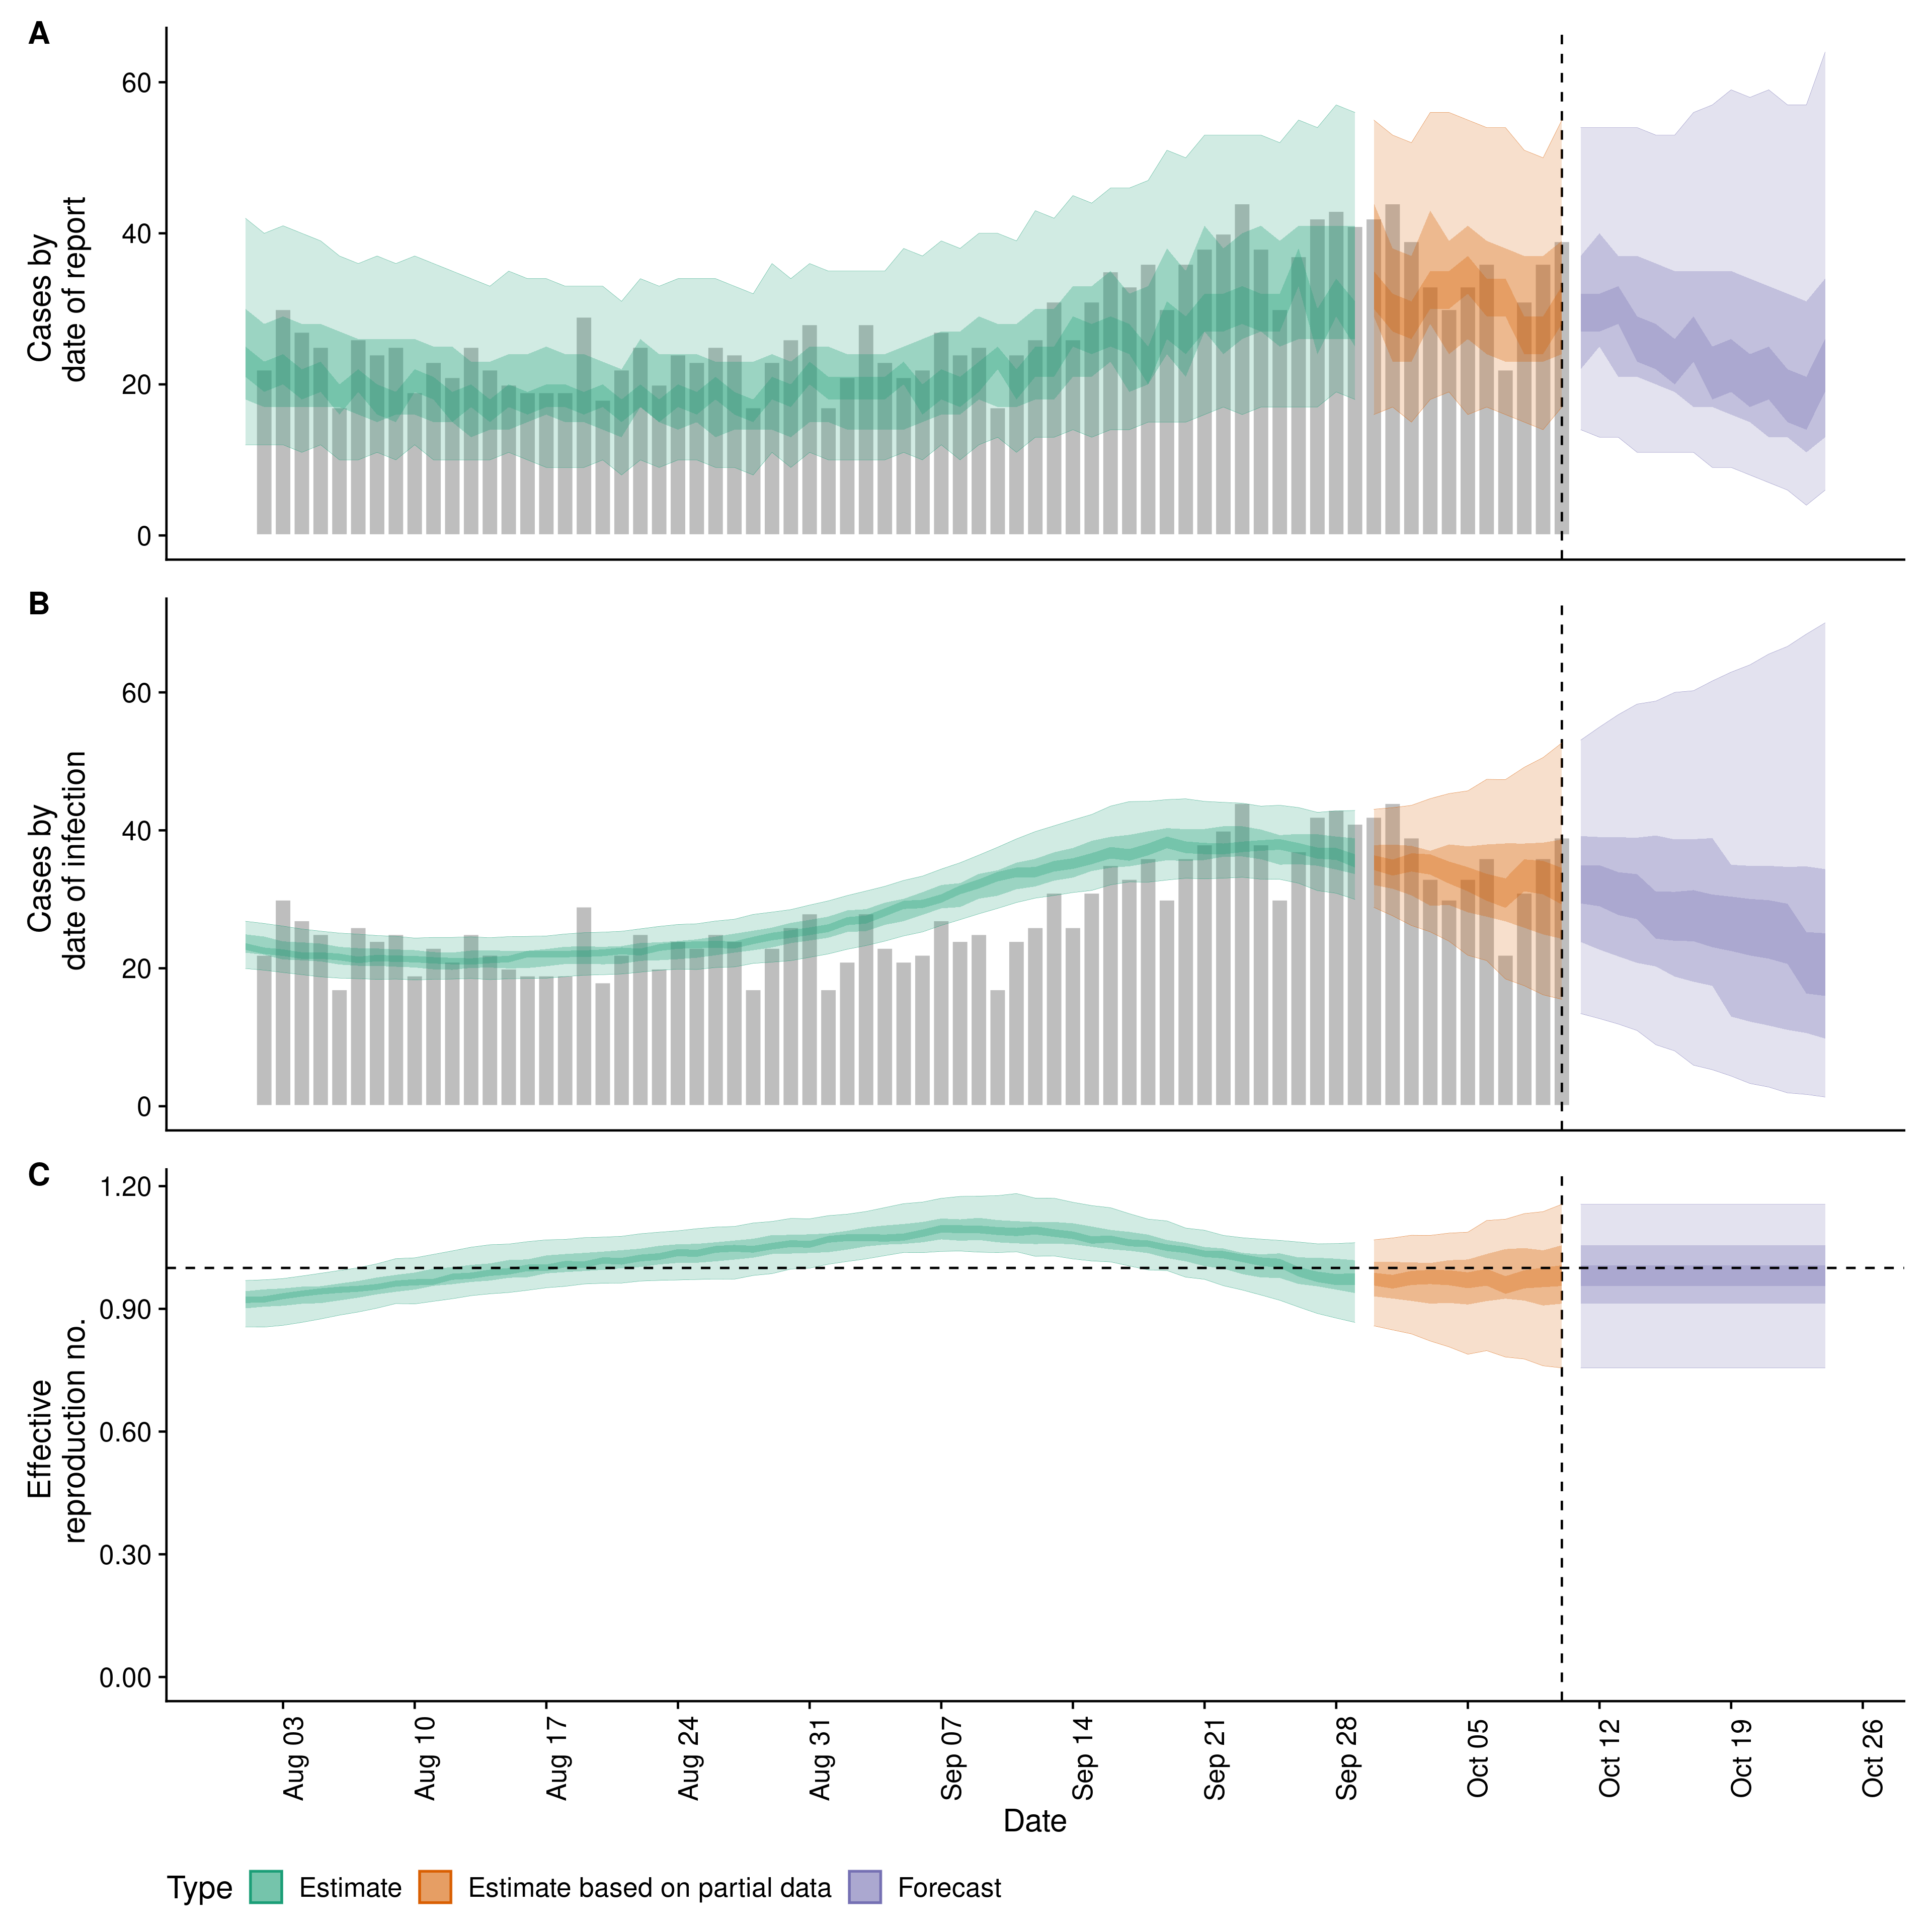 A
60
40
20
0
Cases by
date of report
B
60
40
20
0
Cases by
date of infection
C
1.20
0.90
0.60
0.30
0.00
Effective
reproduction no.
Aug 03
Aug 10
Aug 17
Aug 24
Aug 31
Sep 07
Sep 14
Sep 21
Sep 28
Oct 05
Oct 12
Oct 19
Oct 26
Date
Type Estimate Estimate based on partial data Forecast